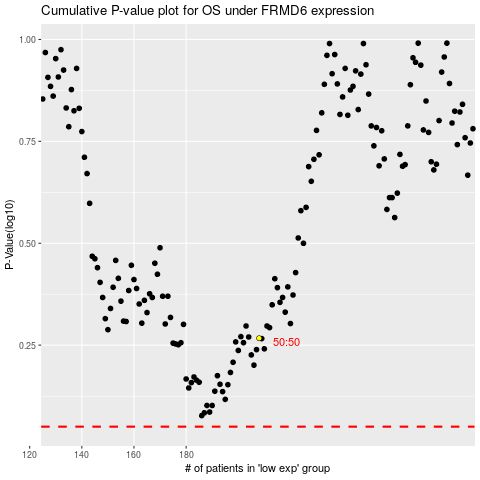 Cumulative P-value plot for OS under FRMD6 expression
P-Value(log10)
1.00
0.75
0.50
0.25
50:50
120 140 160 180
# of patients in 'low exp' group